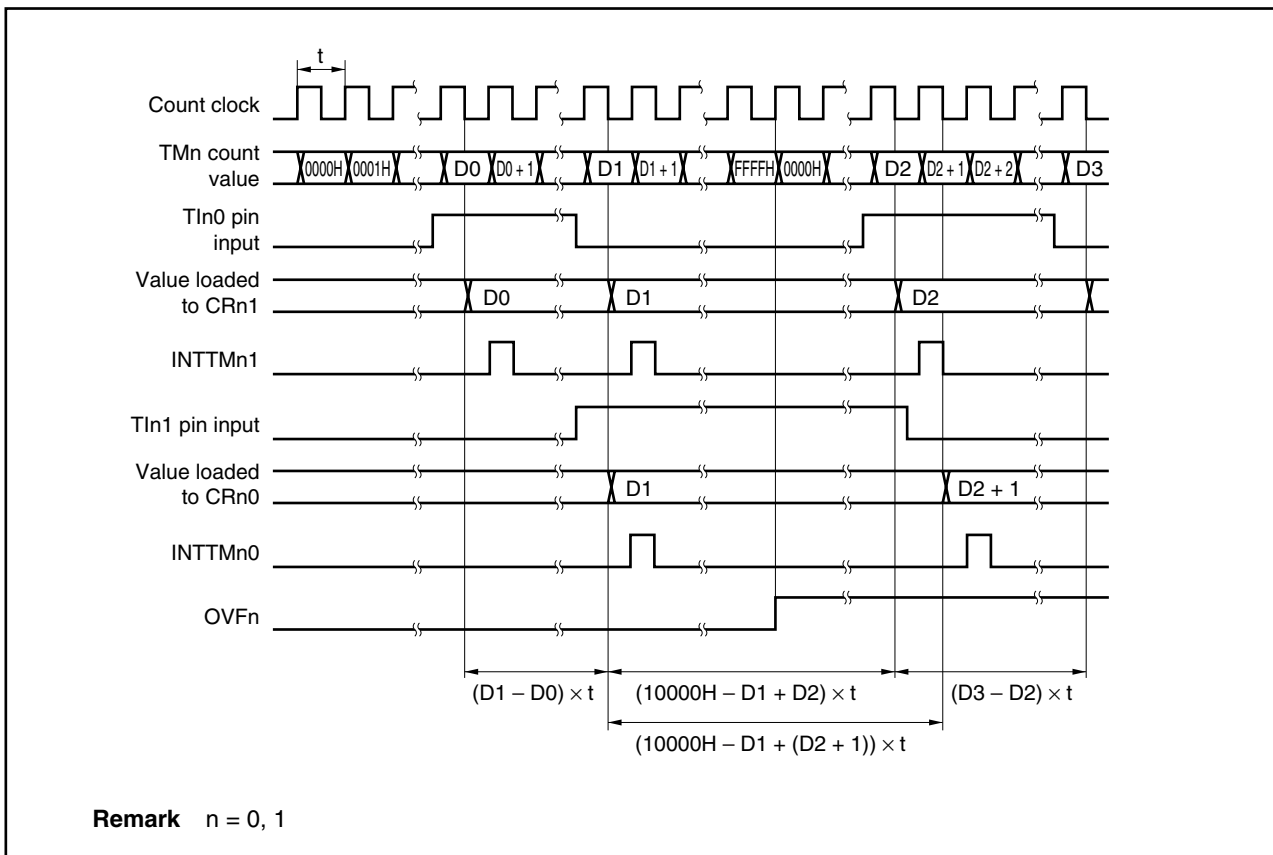 t
Count clock
TMn count
value
0000H 0001H D0 D0 + 1 D1 D1 + 1 FFFFH 0000H D2 D2 + 1 D2 + 2 D3
TIn0 pin
input
Value loaded
to CRn1
D0 D1 D2
INTTMn1
TIn1 pin input
Value loaded
to CRn0
D1 D2 + 1
INTTMn0
OVFn
(D1 – D0) × t (10000H – D1 + D2) × t (D3 – D2) × t
(10000H – D1 + (D2 + 1)) × t
Remark n = 0, 1